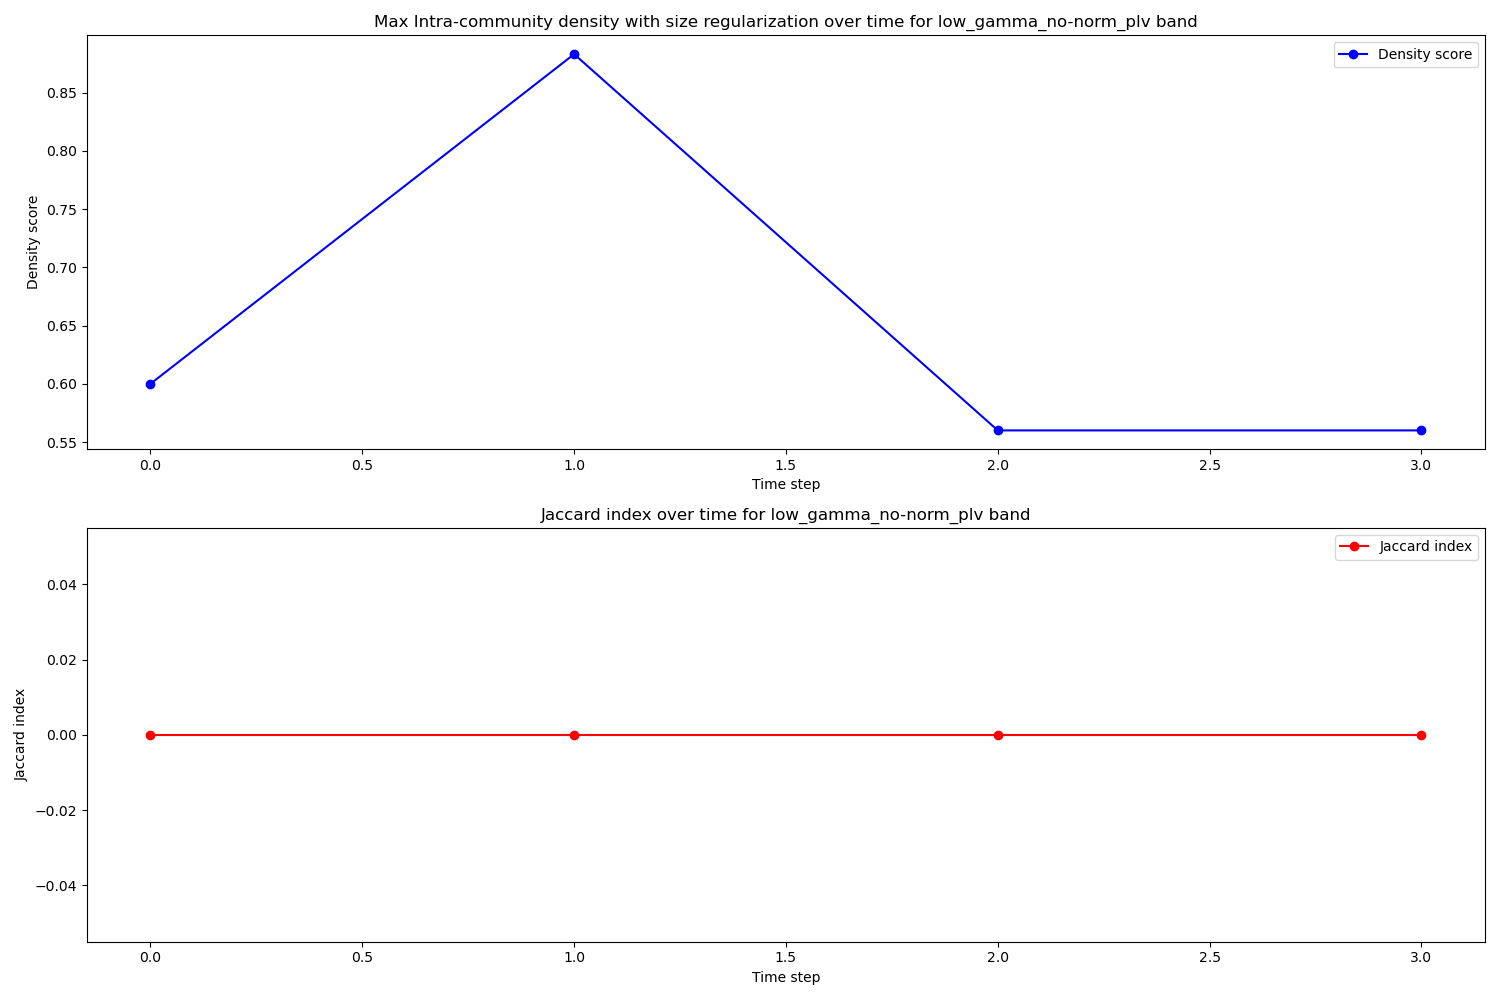 Max Intra-community density with size regularization over time for low_gamma_no-norm_plv band
Density score
0.85
0.80
0.75
0.70
0.65
0.60
0.55
Density score
0.0 0.5 1.0 1.5 2.0 2.5 3.0
Time step
Jaccard index over time for low_gamma_no-norm_plv band
Jaccard index
0.04
0.02
0.00
−0.02
−0.04
Jaccard index
0.0 0.5 1.0 1.5 2.0 2.5 3.0
Time step